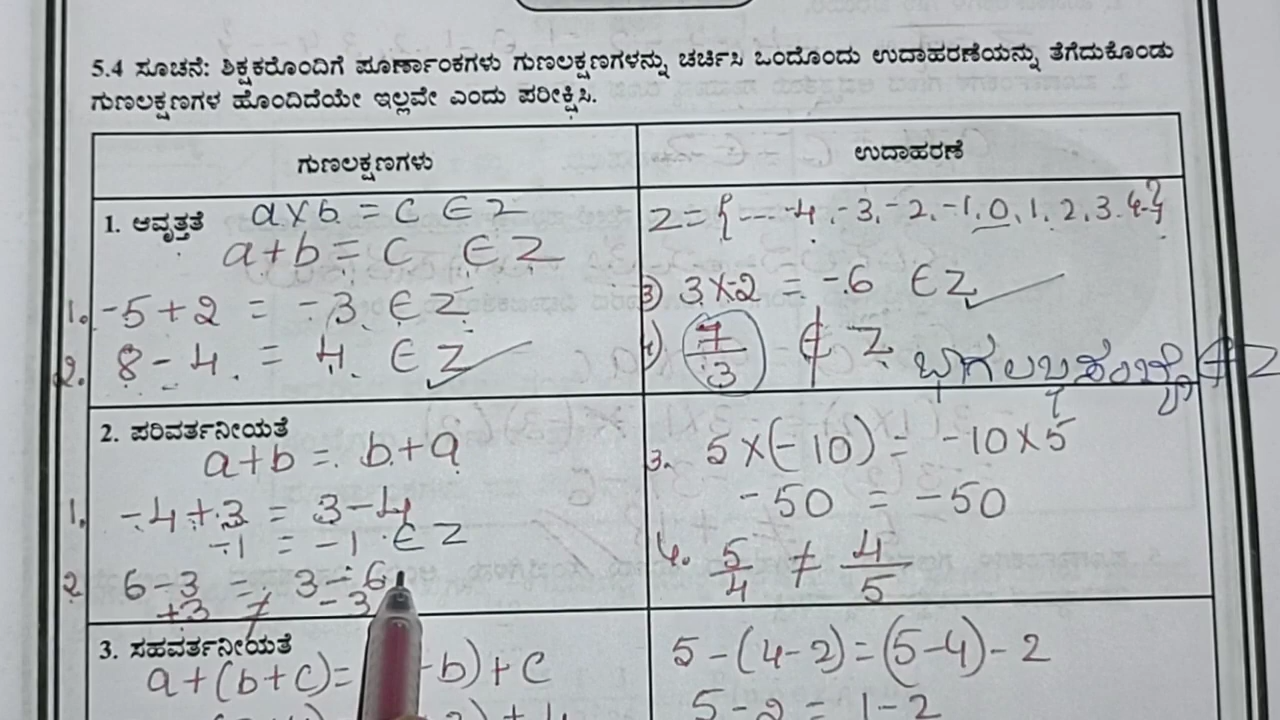 5.4 ಸೂಚನೆ: ಶಿಕ್ಷಕರೊಂದಿಗೆ ಪೂರ್ಣಾಂಕಗಳು ಗುಣಲಕ್ಷಣಗಳನ್ನು ಚರ್ಚಿಸಿ ಒಂದೊಂದು ಉದಾಹರಣೆಯನ್ನು ತೆಗೆದುಕೊಂಡು
ಗುಣಲಕ್ಷಣಗಳ ಹೊಂದಿದೆಯೇ ಇಲ್ಲವೇ ಎಂದು ಪರೀಕ್ಷಿಸಿ.
ಗುಣಲಕ್ಷಣಗಳು
ಉದಾಹರಣೆ
1. ಆವೃತ್ತತೆ a×b = C ∈ Z
a+b = C ∈ Z
1. -5+2 = -3 ∈ Z
2. 8-4 = 4 ∈ Z ✓
Z={----4,-3,-2,-1,0,1,2,3.4-}
3) 3×-2 = -6 ∈ Z ✓
4) 7/3 ∉ Z
2. ಪರಿವರ್ತನೀಯತೆ
a+b = b+a
1. -4+3 = 3-4
-1 = -1 ∈ Z
2 6-3 = 3-6
+3 ≠ -3
3. 5×(-10) = -10×5
-50 = -50
4. 5/4 ≠ 4/5
3. ಸಹವರ್ತನೀಯತೆ
a+(b+c)= -b)+C
5-(4-2)=(5-4)-2
5-2 = 1-2